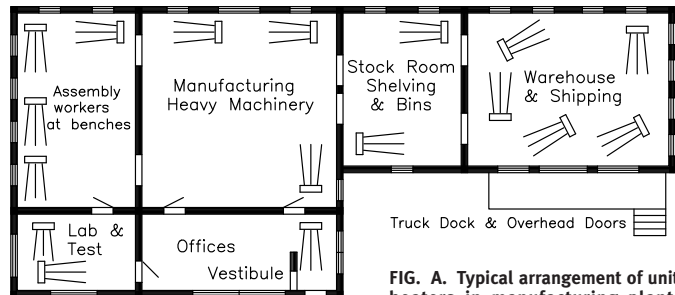 Assembly
workers
at benches
Manufacturing
Heavy Machinery
Stock Room
Shelving
& Bins
Warehouse
& Shipping
Lab &
Test
Offices
Vestibule
Truck Dock & Overhead Doors
FIG. A. Typical arrangement of unit
heaters in manufacturing plant